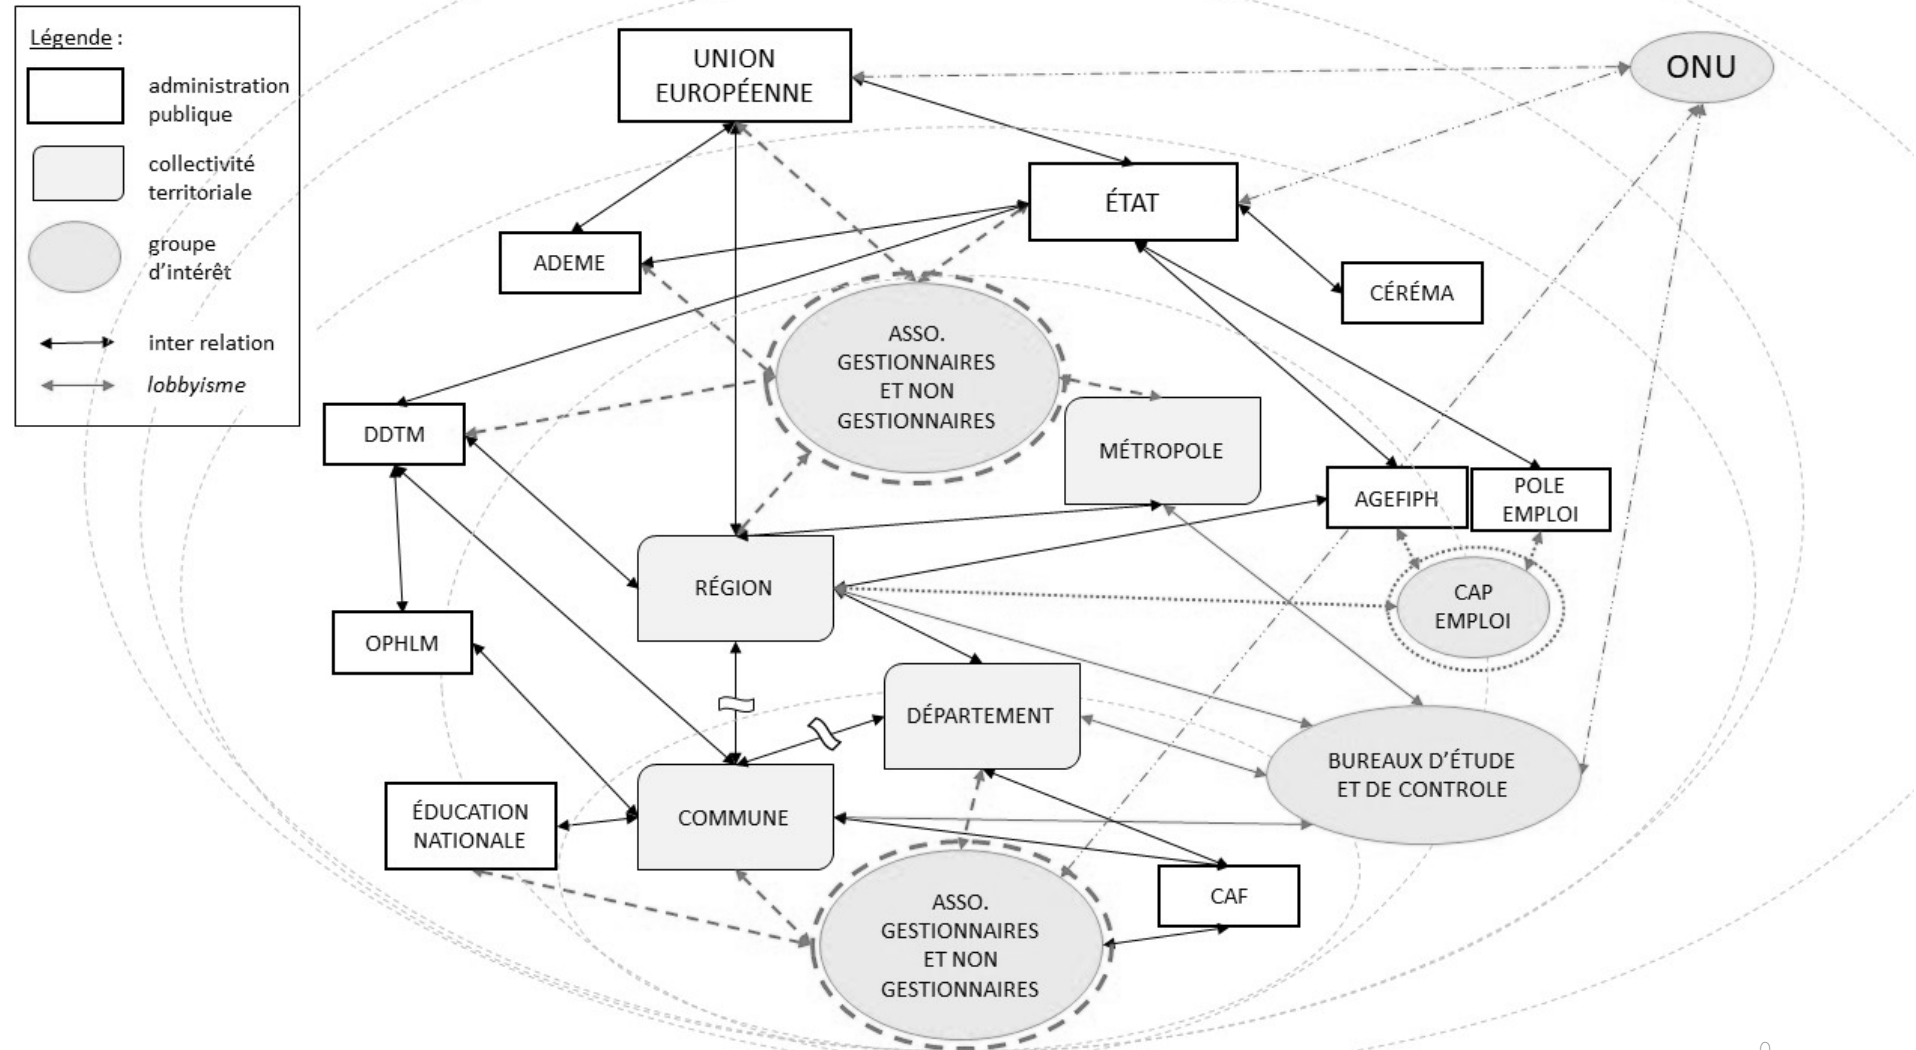 Légende :
administration
publique
collectivité
territoriale
groupe
d'intérêt
inter relation
lobbyisme
UNION
EUROPÉENNE
ONU
ÉTAT
ADEME
CÉRÉMA
ASSO.
GESTIONNAIRES
ET NON
GESTIONNAIRES
DDTM
MÉTROPOLE
AGEFIPH
POLE
EMPLOI
RÉGION
CAP
EMPLOI
OPHLM
DÉPARTEMENT
BUREAUX D'ÉTUDE
ET DE CONTROLE
ÉDUCATION
NATIONALE
COMMUNE
CAF
ASSO.
GESTIONNAIRES
ET NON
GESTIONNAIRES